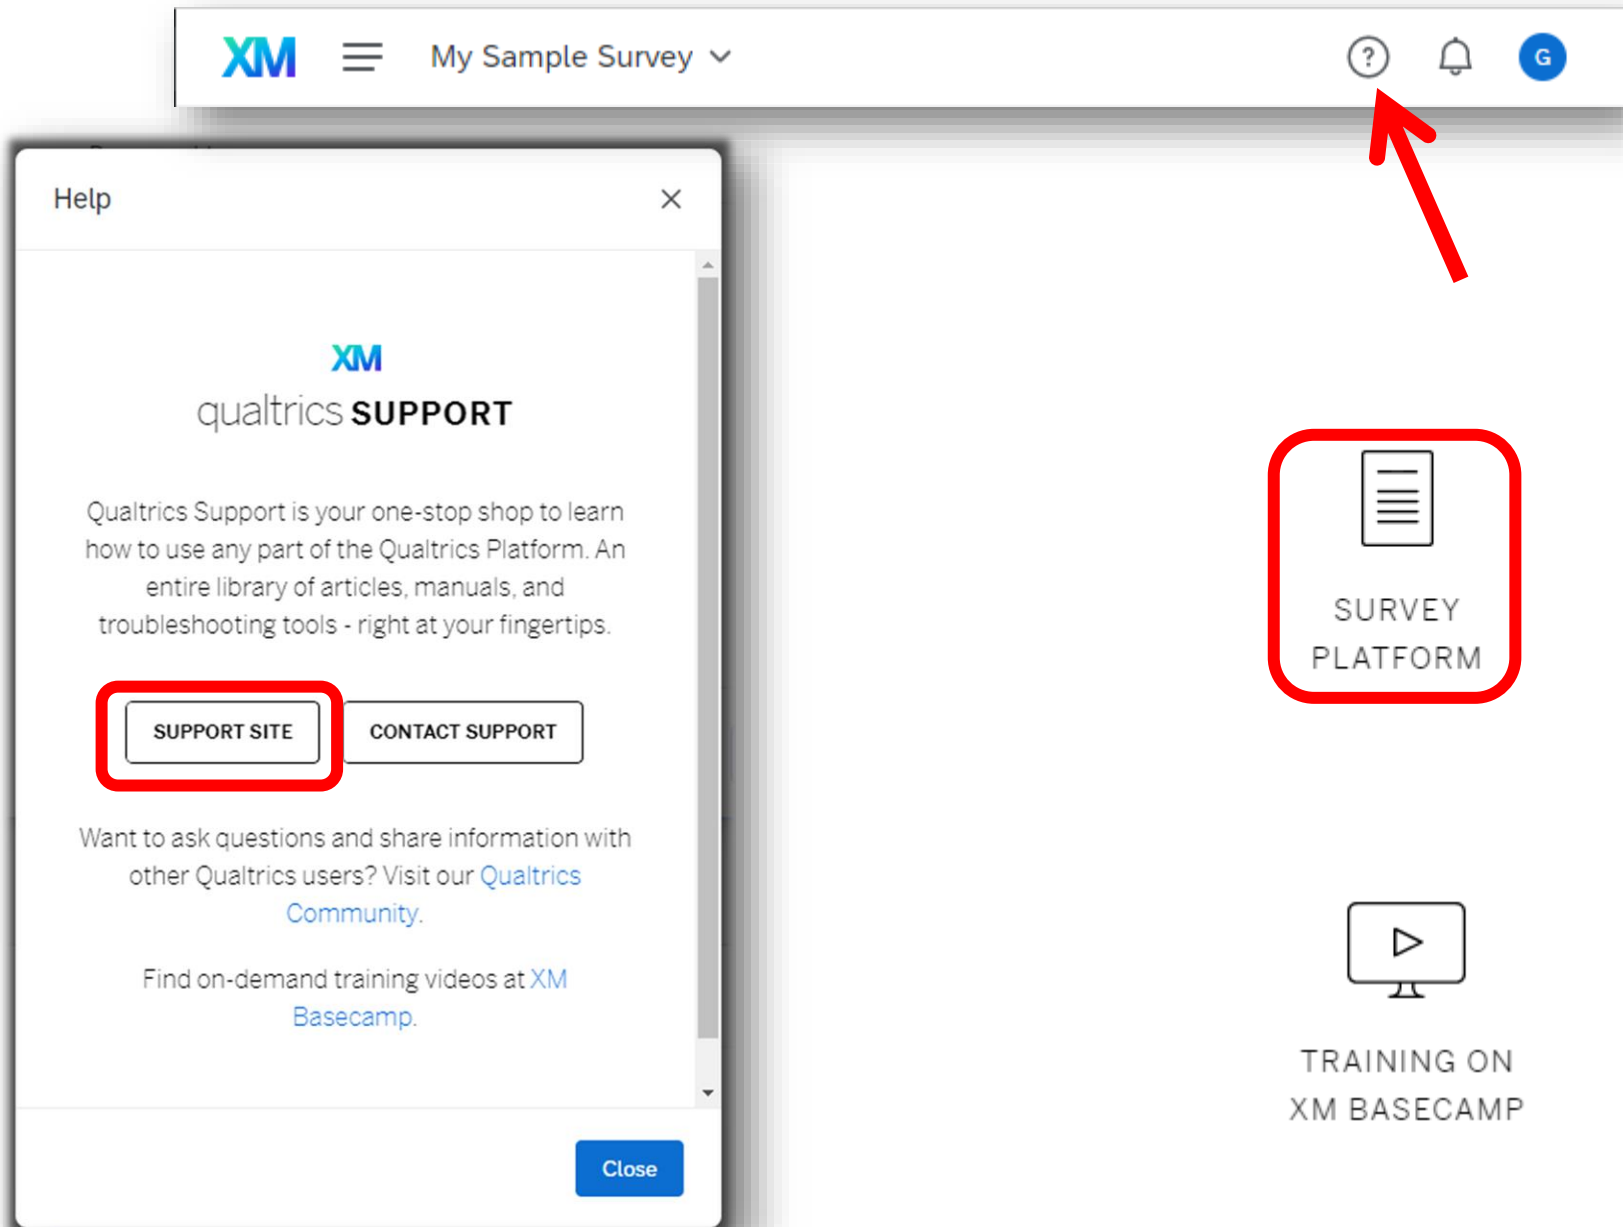 XM My Sample Survey ? G
Help
XM
qualtrics SUPPORT
Qualtrics Support is your one-stop shop to learn
how to use any part of the Qualtrics Platform. An
entire library of articles, manuals, and
troubleshooting tools - right at your fingertips.
SUPPORT SITE CONTACT SUPPORT
Want to ask questions and share information with
other Qualtrics users? Visit our Qualtrics
Community.
Find on-demand training videos at XM
Basecamp.
Close
SURVEY
PLATFORM
TRAINING ON
XM BASECAMP